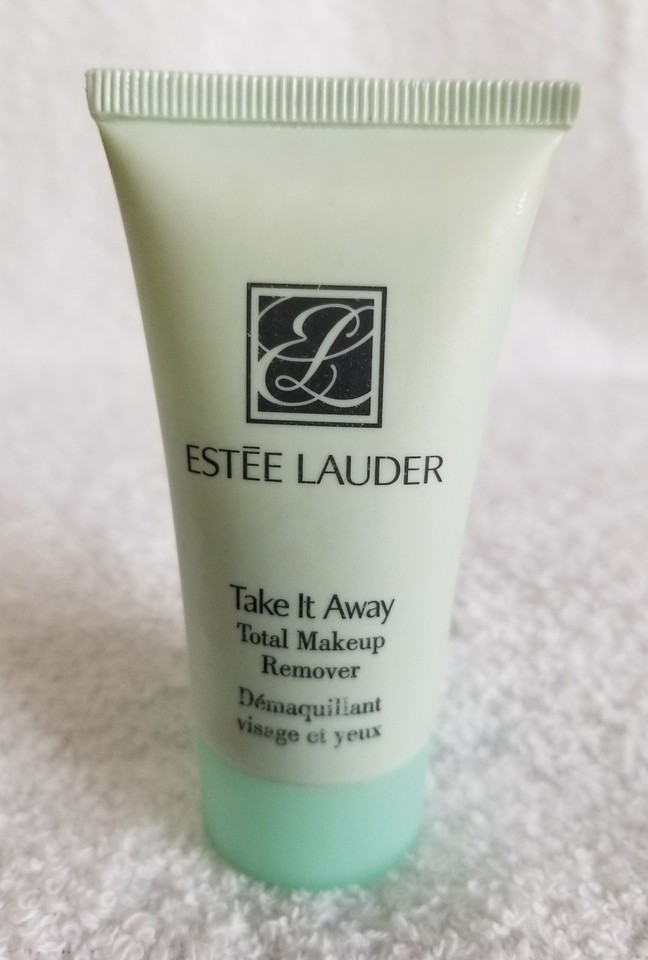 EL
ESTĒE LAUDER
Take It Away
Total Makeup
Remover
Démaquillant
visage et yeux